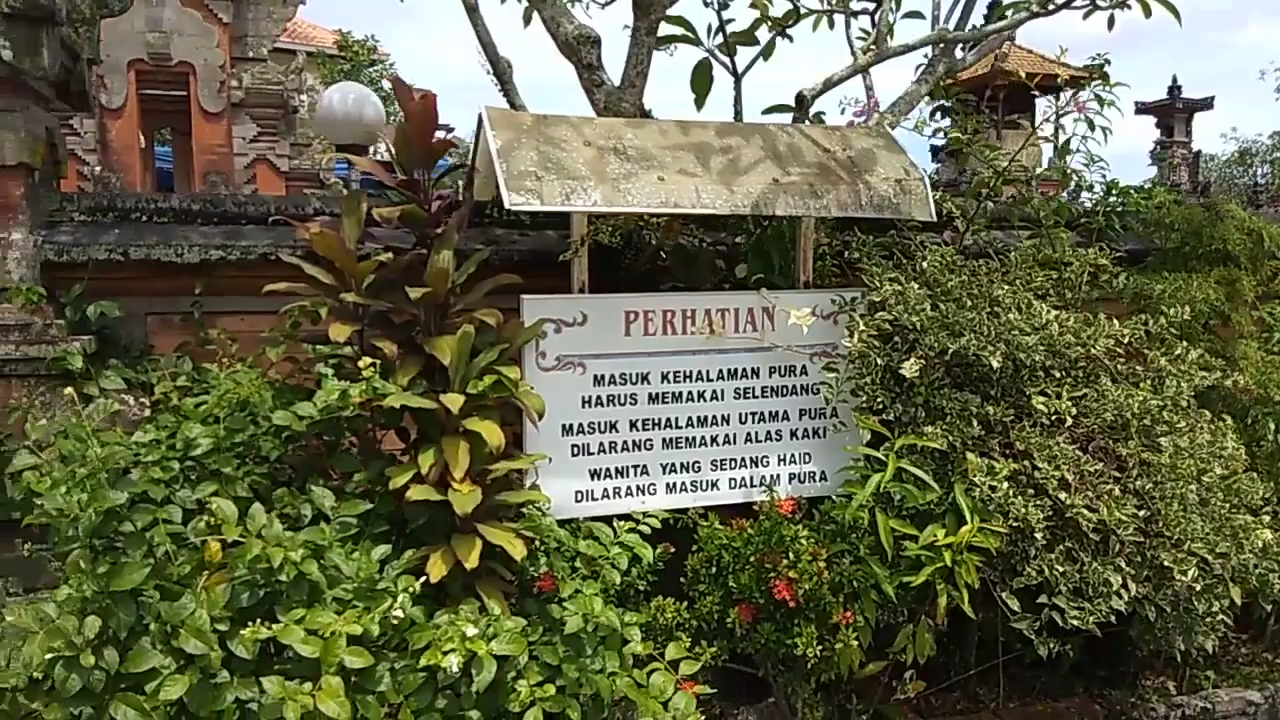 PERHATIAN
MASUK KEHALAMAN PURA
HARUS MEMAKAI SELENDANG
MASUK KEHALAMAN UTAMA PURA
DILARANG MEMAKAI ALAS KAKI
WANITA YANG SEDANG HAID
DILARANG MASUK DALAM PURA